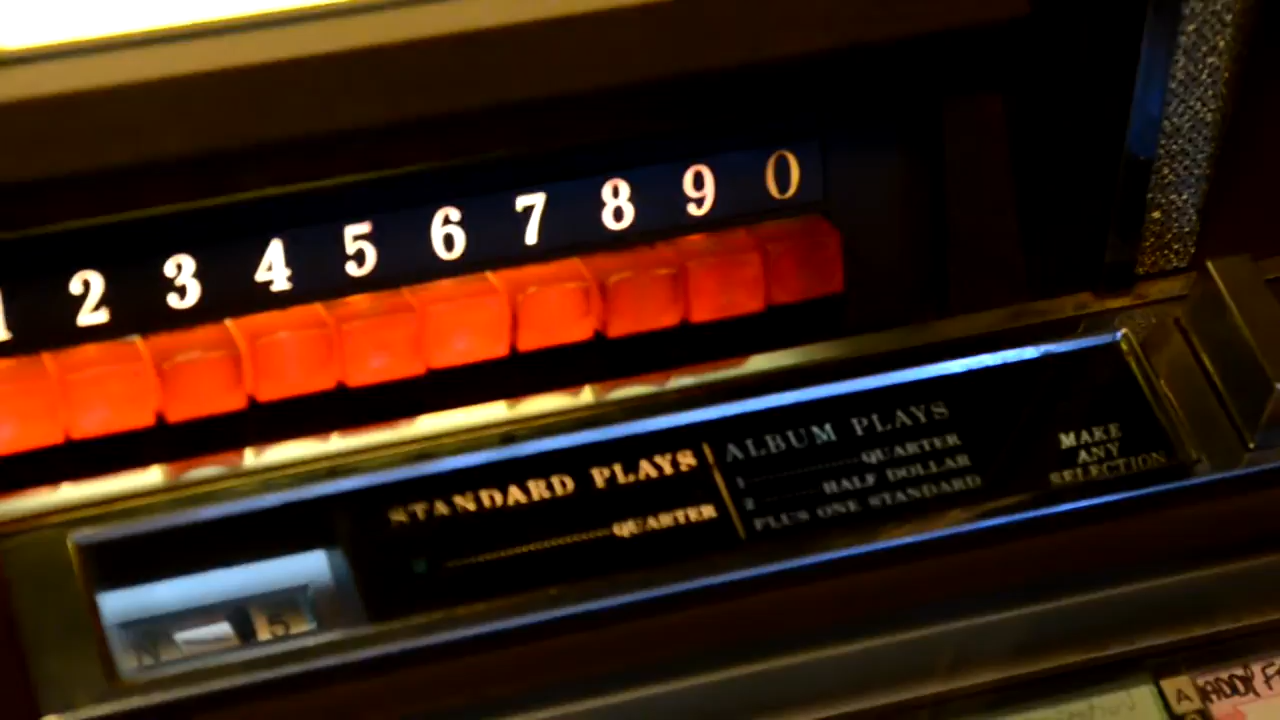 1 2 3 4 5 6 7 8 9 0
STANDARD PLAYS
QUARTER
ALBUM PLAYS
1 QUARTER
2 HALF DOLLAR
PLUS ONE STANDARD
MAKE
ANY
SELECTION
5
A